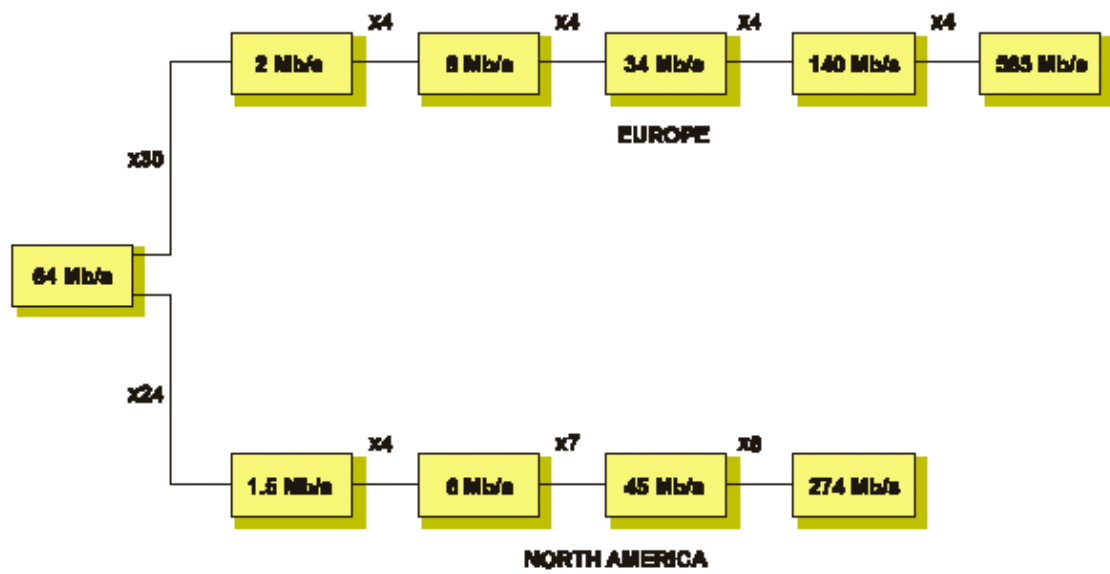 x4 x4 x4 x4
2 Mb/s 8 Mb/s 34 Mb/s 140 Mb/s 565 Mb/s
EUROPE
x30
64 Mb/s
x24
x4 x7 x6
1.5 Mb/s 6 Mb/s 45 Mb/s 274 Mb/s
NORTH AMERICA